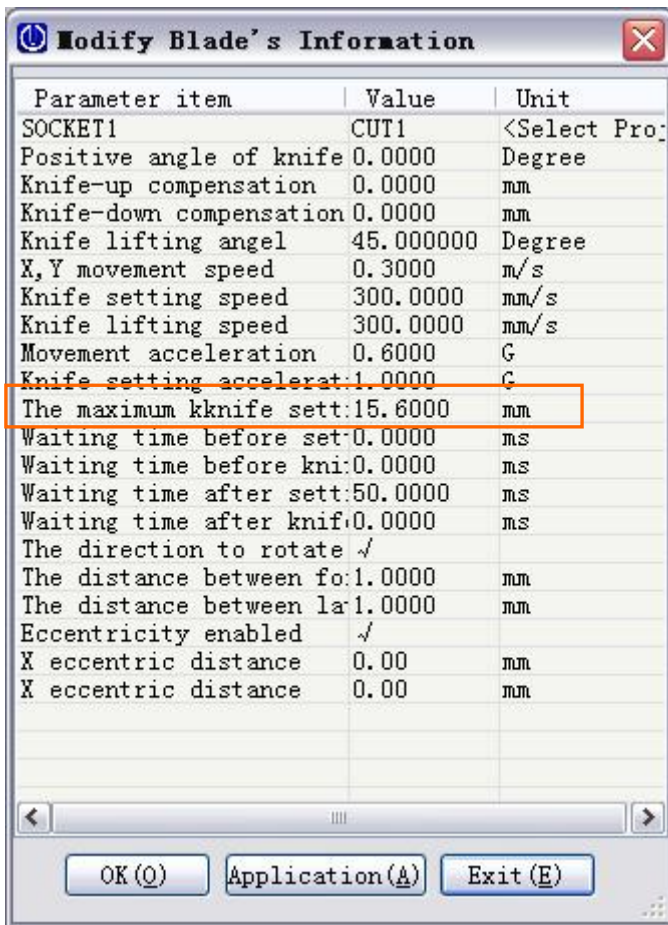 Modify Blade's Information
Parameter item Value Unit
SOCKET1 CUT1 <Select Pro
Positive angle of knife 0.0000 Degree
Knife-up compensation 0.0000 mm
Knife-down compensation 0.0000 mm
Knife lifting angel 45.000000 Degree
X,Y movement speed 0.3000 m/s
Knife setting speed 300.0000 mm/s
Knife lifting speed 300.0000 mm/s
Movement acceleration 0.6000 G
Knife setting accelerat 1.0000 G
The maximum kknife sett 15.6000 mm
Waiting time before set 0.0000 ms
Waiting time before kni 0.0000 ms
Waiting time after sett 50.0000 ms
Waiting time after knif 0.0000 ms
The direction to rotate √
The distance between fo 1.0000 mm
The distance between la 1.0000 mm
Eccentricity enabled √
X eccentric distance 0.00 mm
X eccentric distance 0.00 mm
OK(O) Application(A) Exit(E)